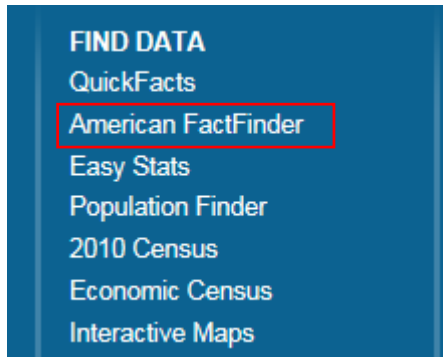 FIND DATA
QuickFacts
American FactFinder
Easy Stats
Population Finder
2010 Census
Economic Census
Interactive Maps